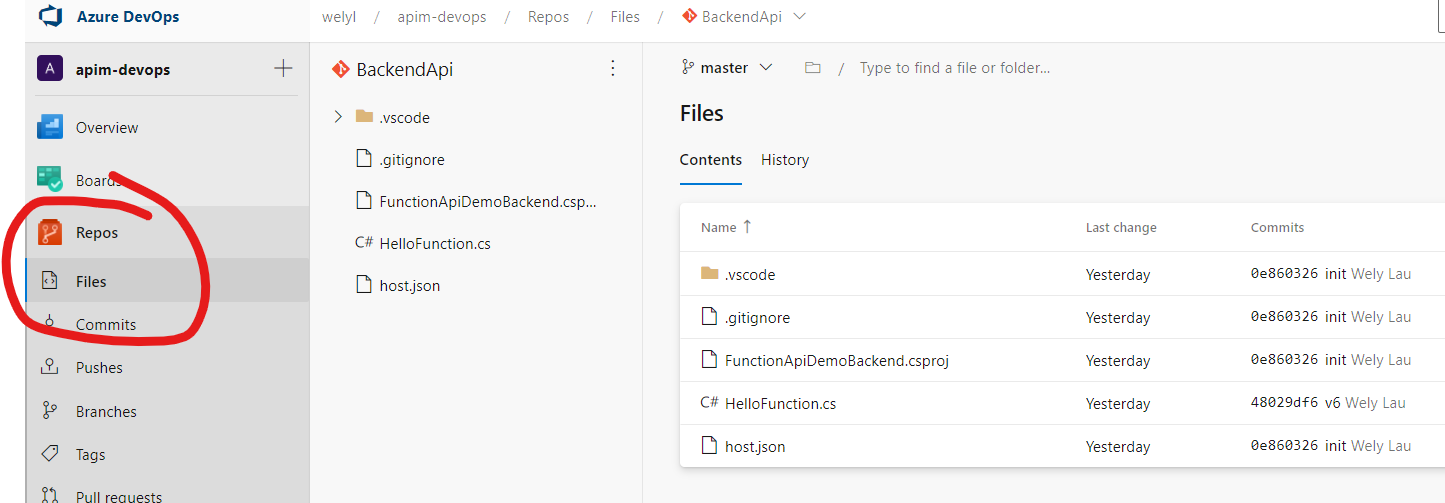 Azure DevOps
welyl / apim-devops / Repos / Files / BackendApi
A apim-devops
Overview
Boards
Repos
Files
Commits
Pushes
Branches
Tags
Pull requests
BackendApi
.vscode
.gitignore
FunctionApiDemoBackend.csp...
C# HelloFunction.cs
host.json
master / Type to find a file or folder...
Files
Contents History
Name ↑ Last change Commits
.vscode Yesterday 0e860326 init Wely Lau
.gitignore Yesterday 0e860326 init Wely Lau
FunctionApiDemoBackend.csproj Yesterday 0e860326 init Wely Lau
C# HelloFunction.cs Yesterday 48029df6 v6 Wely Lau
host.json Yesterday 0e860326 init Wely Lau